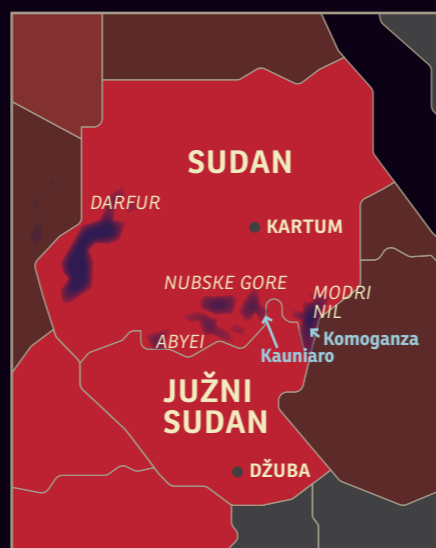 SUDAN
DARFUR
KARTUM
NUBSKE GORE
MODRI
NIL
ABYEI
Komoganza
Kauniaro
JUŽNI
SUDAN
DŽUBA